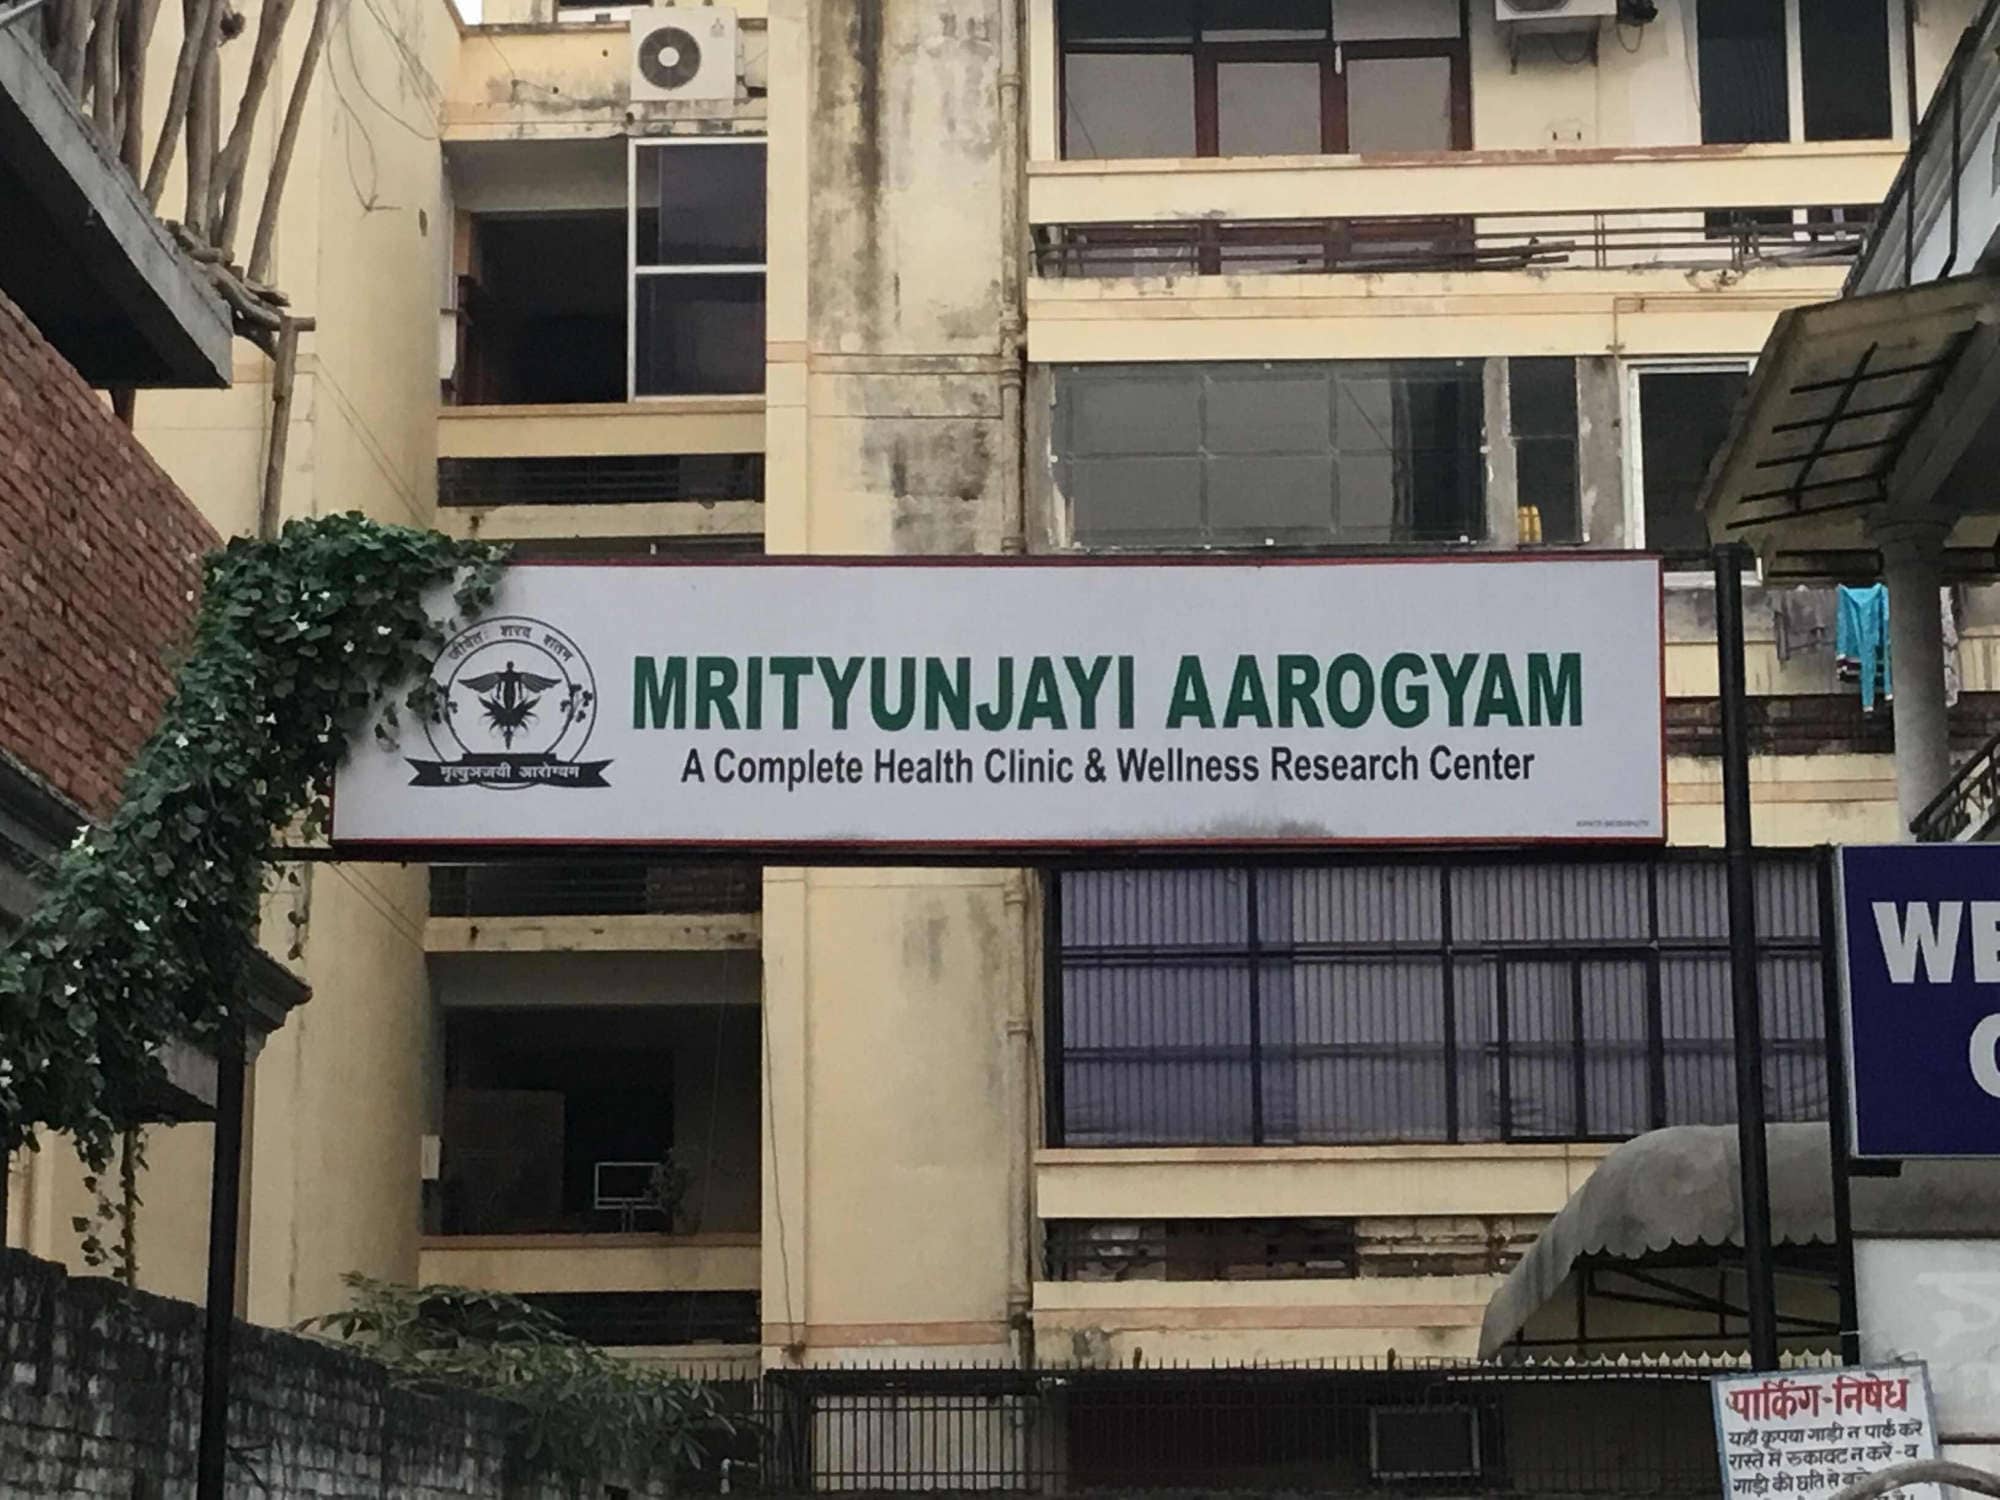 जीवेत: शरद शतम
मृत्युञ्जयी आरोग्यम
MRITYUNJAYI AAROGYAM
A Complete Health Clinic & Wellness Research Center
WE
पार्किंग-निषेध
यहाँ कृपया गाड़ी न पार्क करें
रास्ते में रुकावट न करें-व
गाड़ी की क्षति से